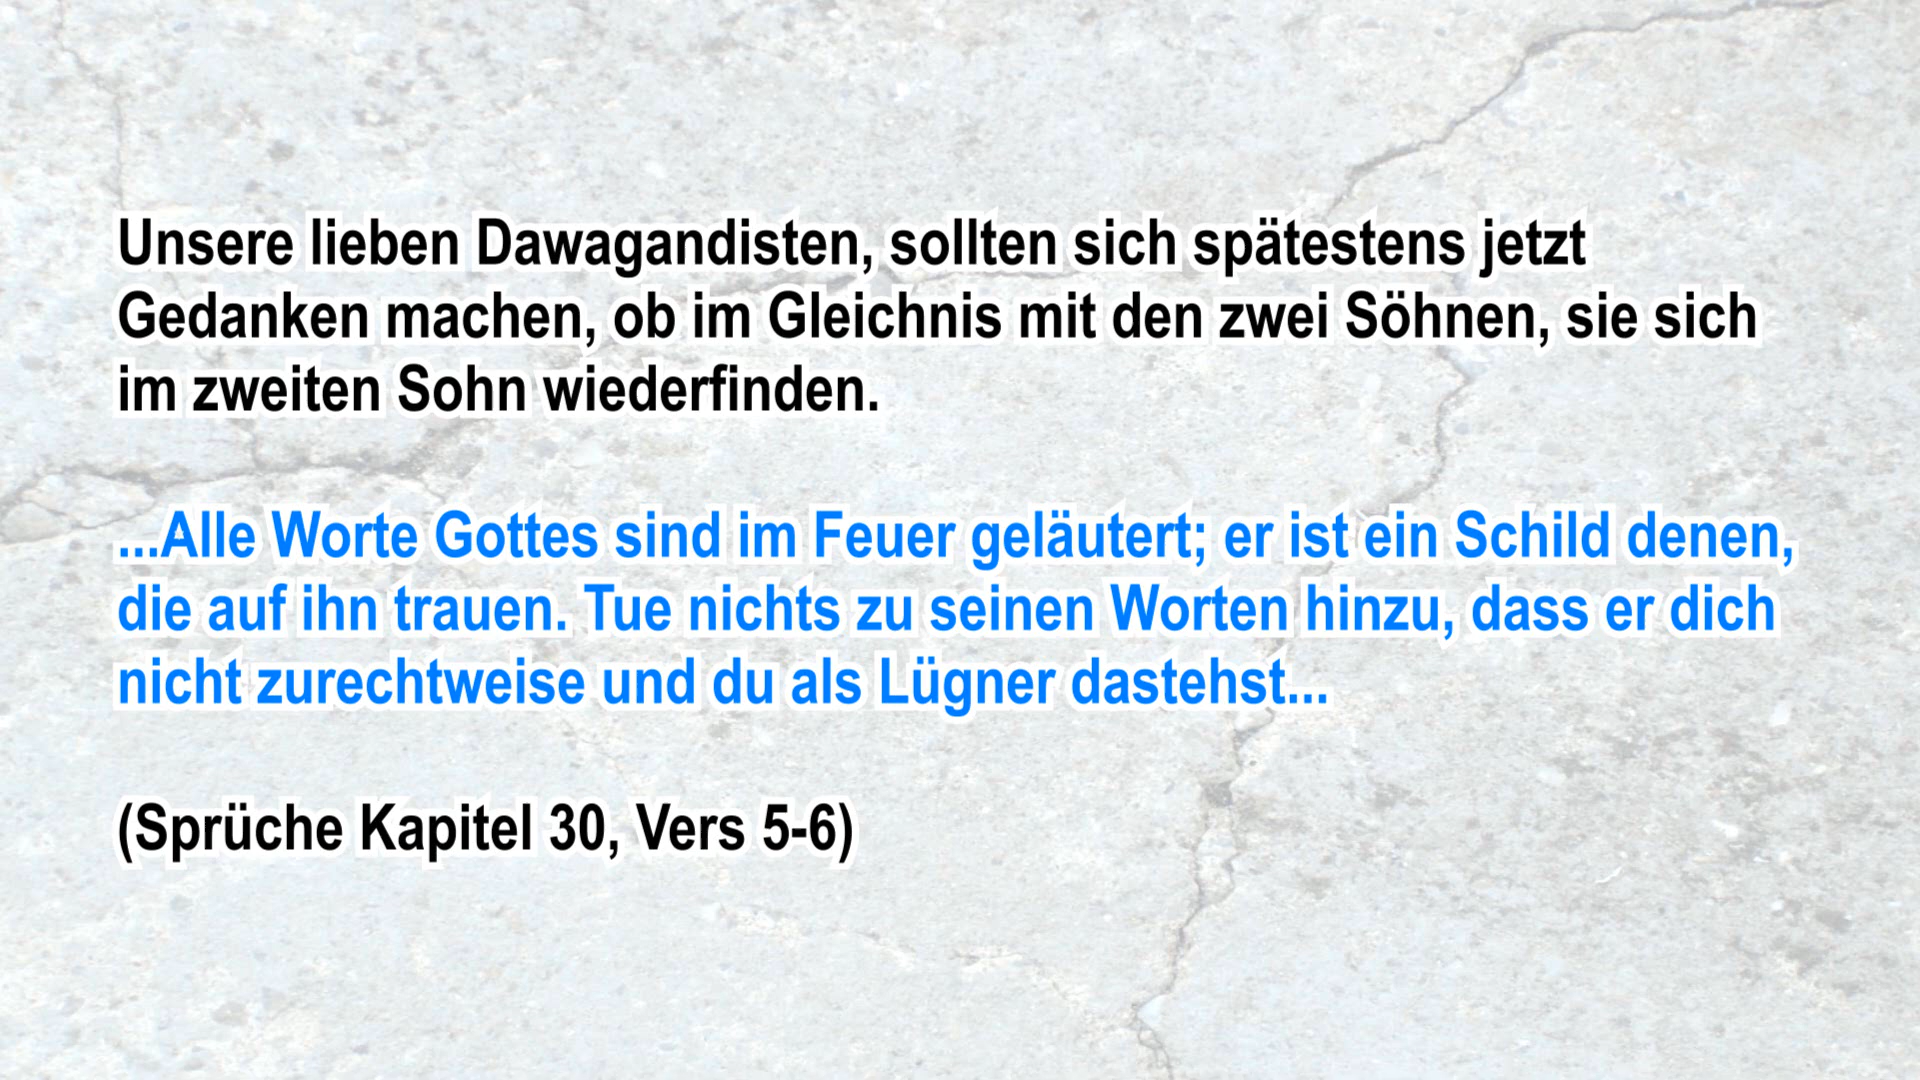 Unsere lieben Dawagandisten, sollten sich spätestens jetzt
Gedanken machen, ob im Gleichnis mit den zwei Söhnen, sie sich
im zweiten Sohn wiederfinden.
...Alle Worte Gottes sind im Feuer geläutert; er ist ein Schild denen,
die auf ihn trauen. Tue nichts zu seinen Worten hinzu, dass er dich
nicht zurechtweise und du als Lügner dastehst...
(Sprüche Kapitel 30, Vers 5-6)